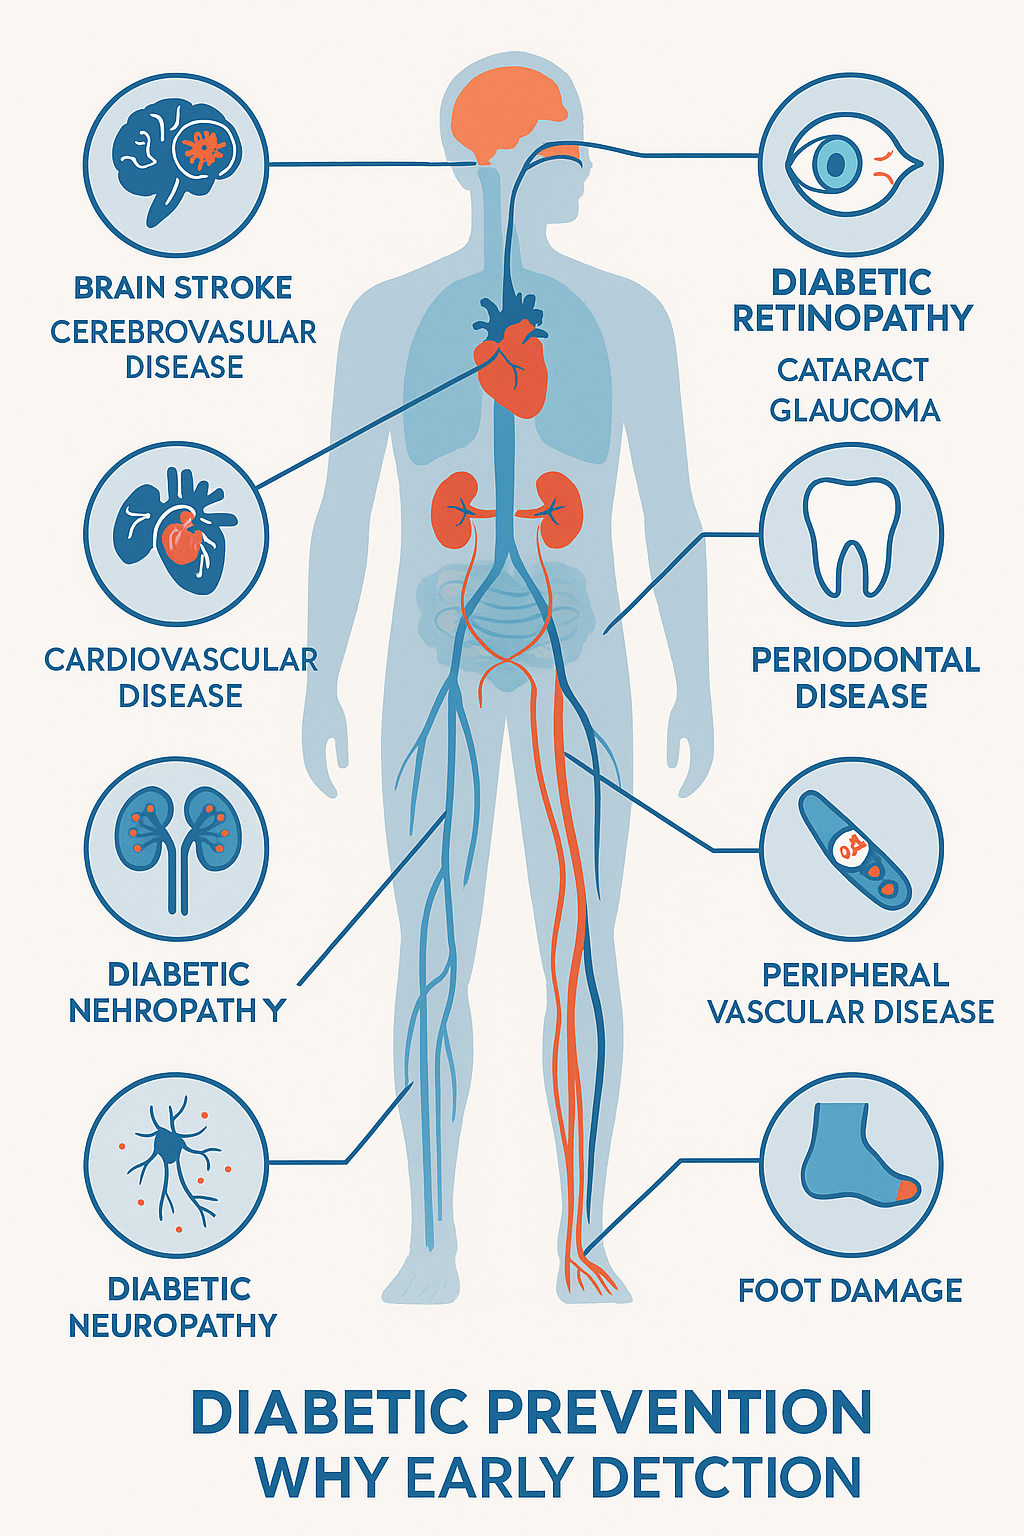 BRAIN STROKE
CEREBROVASULAR
DISEASE
DIABETIC
RETINOPATHY
CATARACT
GLAUCOMA
CARDIOVASCULAR
DISEASE
PERIODONTAL
DISEASE
DIABETIC
NEHROPATHY
PERIPHERAL
VASCULAR DISEASE
DIABETIC
NEUROPATHY
FOOT DAMAGE
DIABETIC PREVENTION
WHY EARLY DETCTION